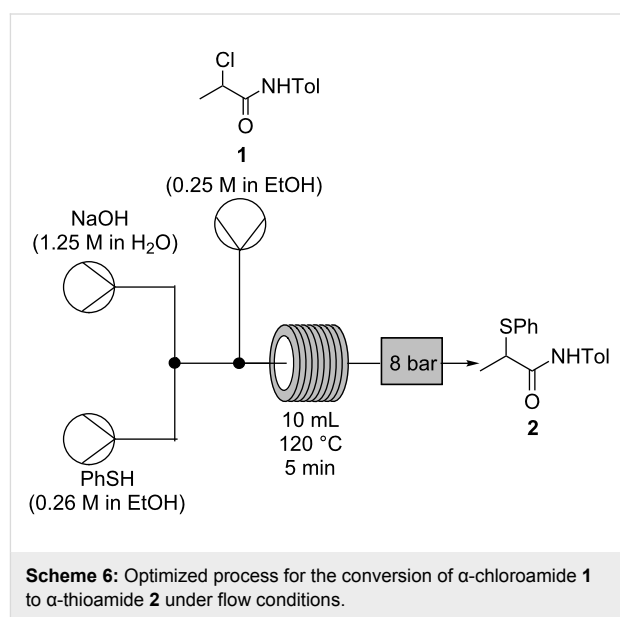 Cl
NHTol
O
1
(0.25 M in EtOH)
NaOH
(1.25 M in H₂O)
PhSH
(0.26 M in EtOH)
10 mL
120 °C
5 min
8 bar
SPh
NHTol
O
2
Scheme 6: Optimized process for the conversion of α-chloroamide 1
to α-thioamide 2 under flow conditions.